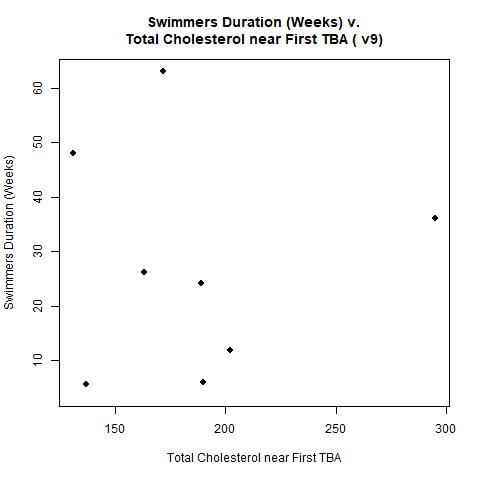 Swimmers Duration (Weeks) v.
Total Cholesterol near First TBA ( v9)
Swimmers Duration (Weeks)
60
50
40
30
20
10
150 200 250 300
Total Cholesterol near First TBA